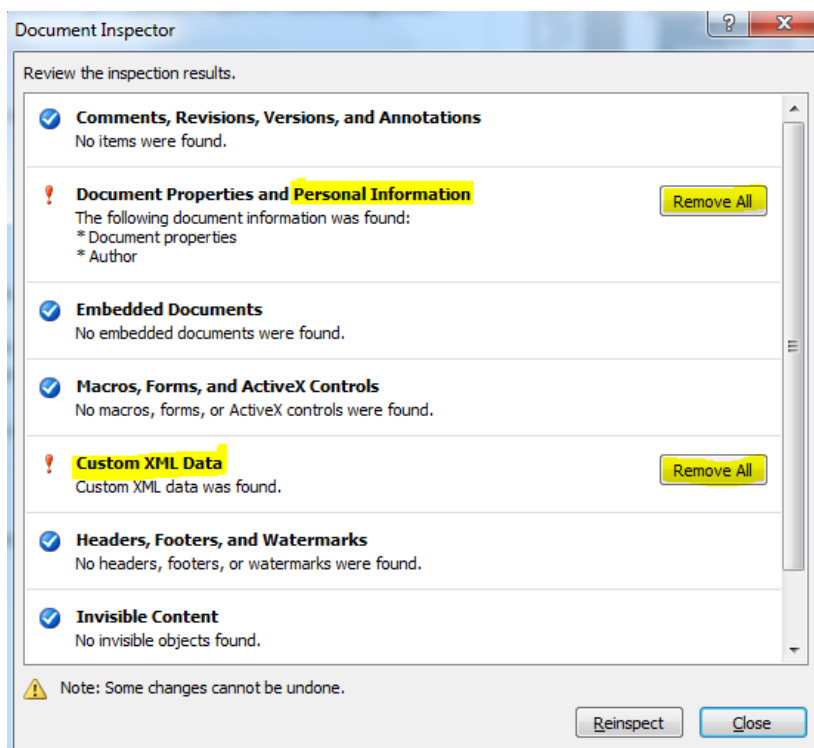 Document Inspector
Review the inspection results.
Comments, Revisions, Versions, and Annotations
No items were found.
Document Properties and Personal Information
Remove All
The following document information was found:
* Document properties
* Author
Embedded Documents
No embedded documents were found.
Macros, Forms, and ActiveX Controls
No macros, forms, or ActiveX controls were found.
Custom XML Data
Remove All
Custom XML data was found.
Headers, Footers, and Watermarks
No headers, footers, or watermarks were found.
Invisible Content
No invisible objects found.
Note: Some changes cannot be undone.
Reinspect
Close